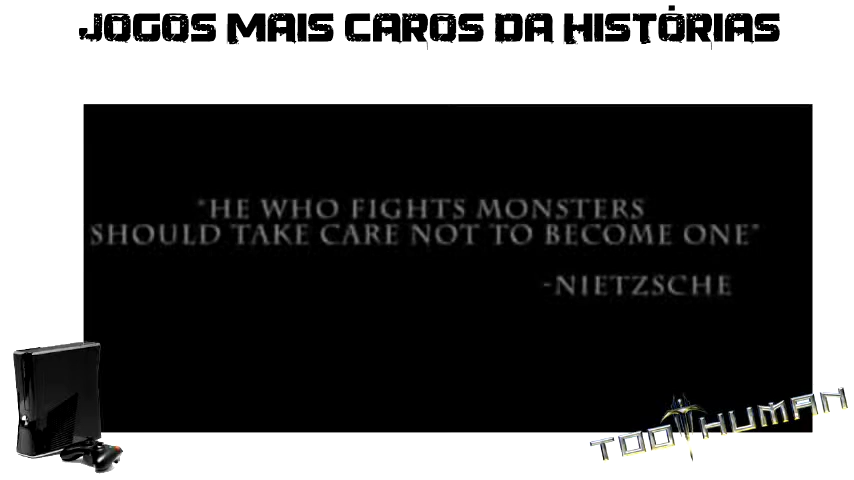 JOGOS MAIS CAROS DA HISTÓRIAS
"HE WHO FIGHTS MONSTERS
SHOULD TAKE CARE NOT TO BECOME ONE"
-NIETZSCHE
TOO HUMAN